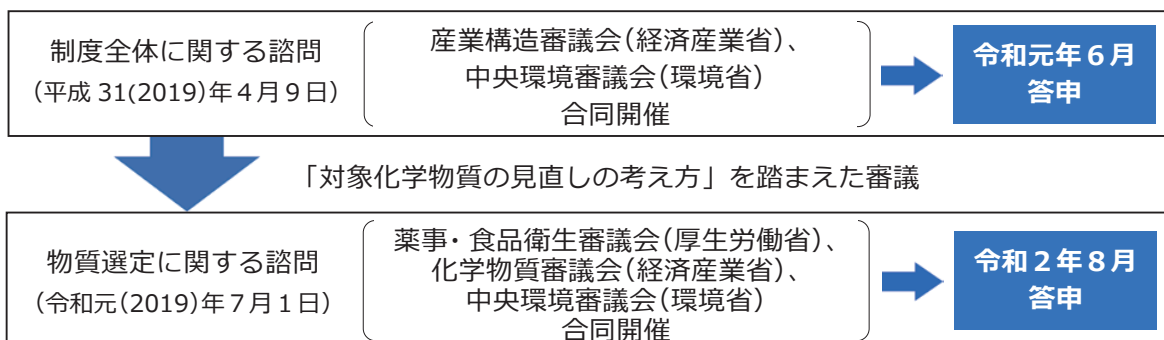 制度全体に関する諮問
（平成 31(2019)年４月９日）
産業構造審議会（経済産業省）、
中央環境審議会（環境省）
合同開催
令和元年６月
答申
「対象化学物質の見直しの考え方」を踏まえた審議
物質選定に関する諮問
（令和元(2019)年７月１日）
薬事・食品衛生審議会（厚生労働省）、
化学物質審議会（経済産業省）、
中央環境審議会（環境省）
合同開催
令和２年８月
答申